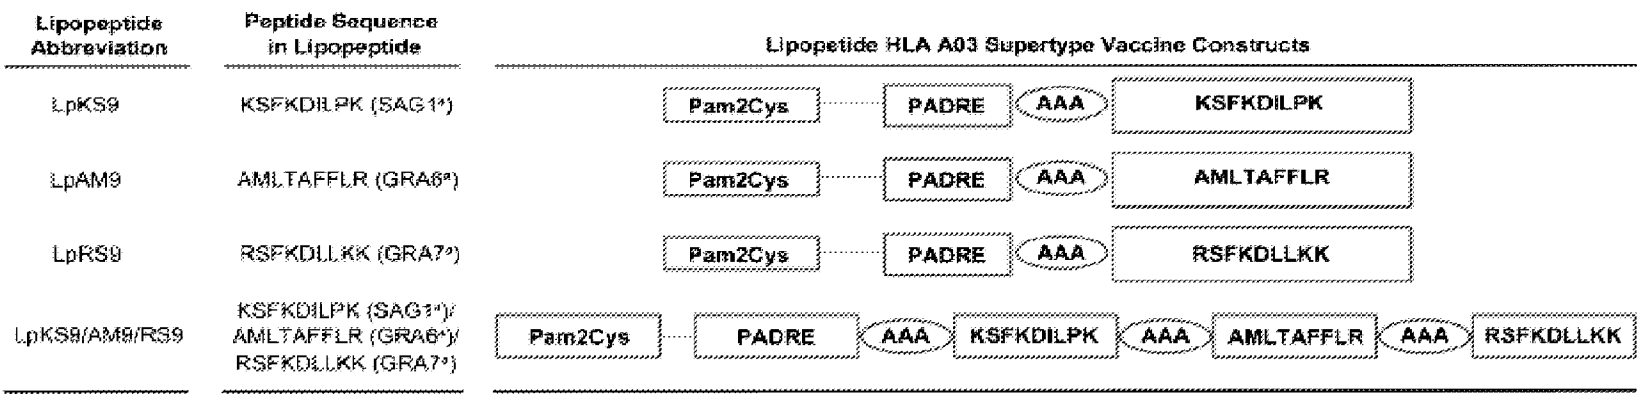 Lipopeptide Abbreviation
Peptide Sequence in Lipopeptide
Lipopetide HLA A03 Supertype Vaccine Constructs
LpKS9 KSFKDILPK (SAG1ᵃ) Pam2Cys PADRE AAA KSFKDILPK
LpAM9 AMLTAFFLR (GRA6ᵃ) Pam2Cys PADRE AAA AMLTAFFLR
LpRS9 RSFKDLLKK (GRA7ᵃ) Pam2Cys PADRE AAA RSFKDLLKK
KSFKDILPK (SAG1ᵃ)/
LpKS9/AM9/RS9 AMLTAFFLR (GRA6ᵃ)/ Pam2Cys PADRE AAA KSFKDILPK AAA AMLTAFFLR AAA RSFKDLLKK
RSFKDLLKK (GRA7ᵃ)